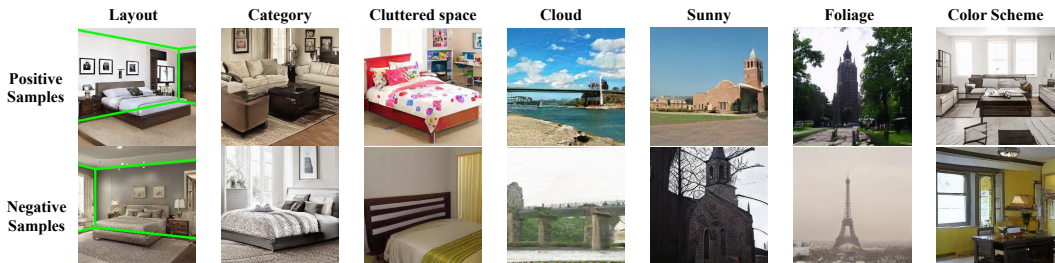 Layout Category Cluttered space Cloud Sunny Foliage Color Scheme
Positive
Samples
Negative
Samples